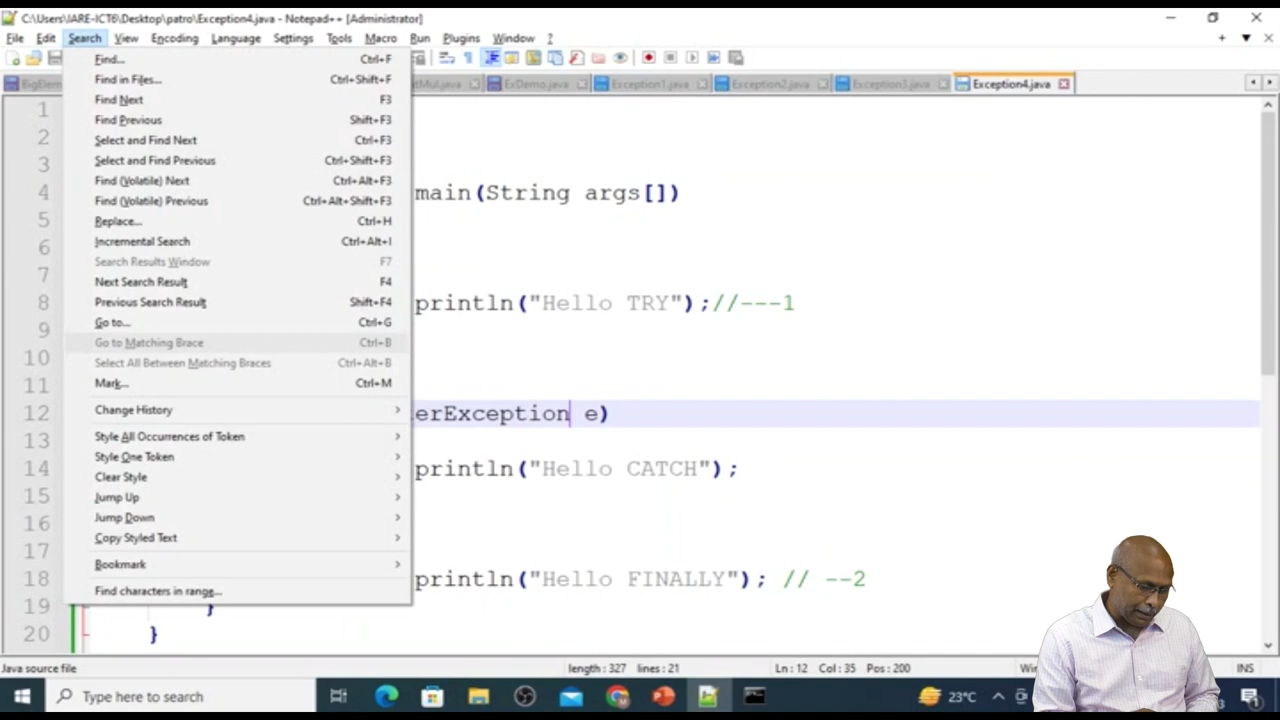 C:\Users\IARE-ICT6\Desktop\patro\Exception4.java - Notepad++ [Administrator]
File Edit Search View Encoding Language Settings Tools Macro Run Plugins Window ?
ExDemo.java Exception1.java Exception2.java Exception3.java Exception4.java
Find... Ctrl+F
Find in Files... Ctrl+Shift+F
Find Next F3
Find Previous Shift+F3
Select and Find Next Ctrl+F3
Select and Find Previous Ctrl+Shift+F3
Find (Volatile) Next Ctrl+Alt+F3
Find (Volatile) Previous Ctrl+Alt+Shift+F3
Replace... Ctrl+H
Incremental Search Ctrl+Alt+I
Search Results Window F7
Next Search Result F4
Previous Search Result Shift+F4
Go to... Ctrl+G
Go to Matching Brace Ctrl+B
Select All Between Matching Braces Ctrl+Alt+B
Mark... Ctrl+M
Change History
Style All Occurrences of Token
Style One Token
Clear Style
Jump Up
Jump Down
Copy Styled Text
Bookmark
Find characters in range...
1
2
3
4 main(String args[])
5
6
7
8 println("Hello TRY");//---1
9
10
11
12 erException e)
13
14 println("Hello CATCH");
15
16
17
18 println("Hello FINALLY"); // --2
19 }
20 }
Java source file length : 327 lines : 21 Ln : 12 Col : 35 Pos : 200 INS
Type here to search 23°C